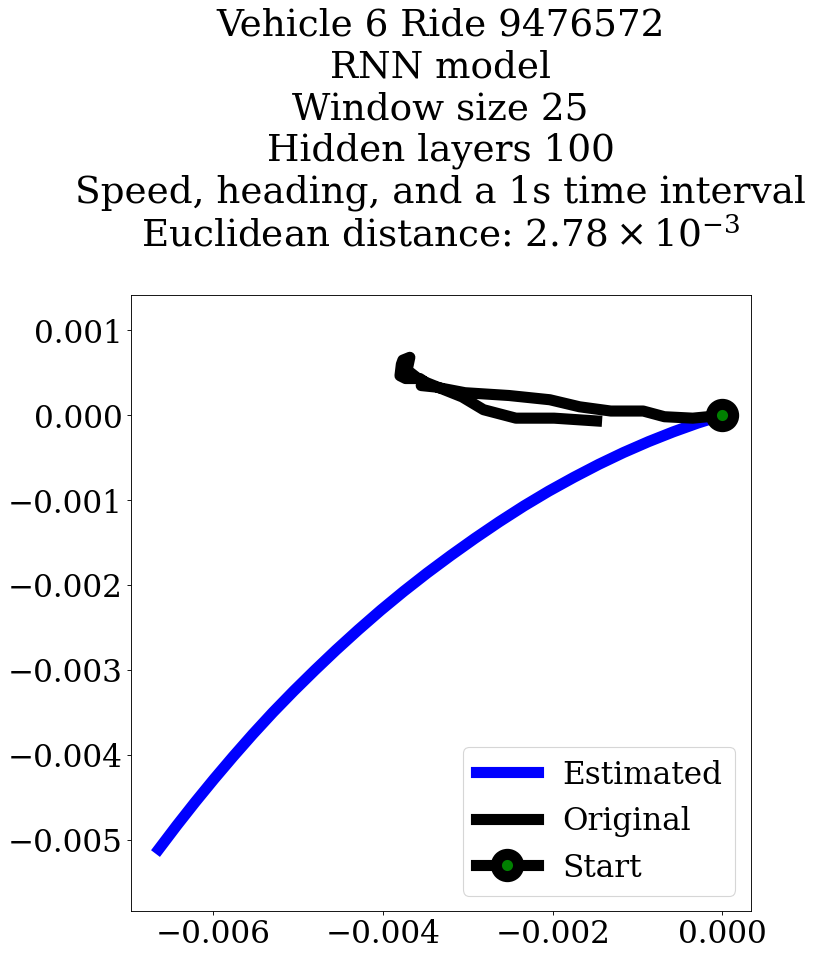 Vehicle 6 Ride 9476572
RNN model
Window size 25
Hidden layers 100
Speed, heading, and a 1s time interval
Euclidean distance: 2.78 × 10⁻³
0.001
0.000
−0.001
−0.002
−0.003
−0.004
−0.005
Estimated
Original
Start
−0.006 −0.004 −0.002 0.000